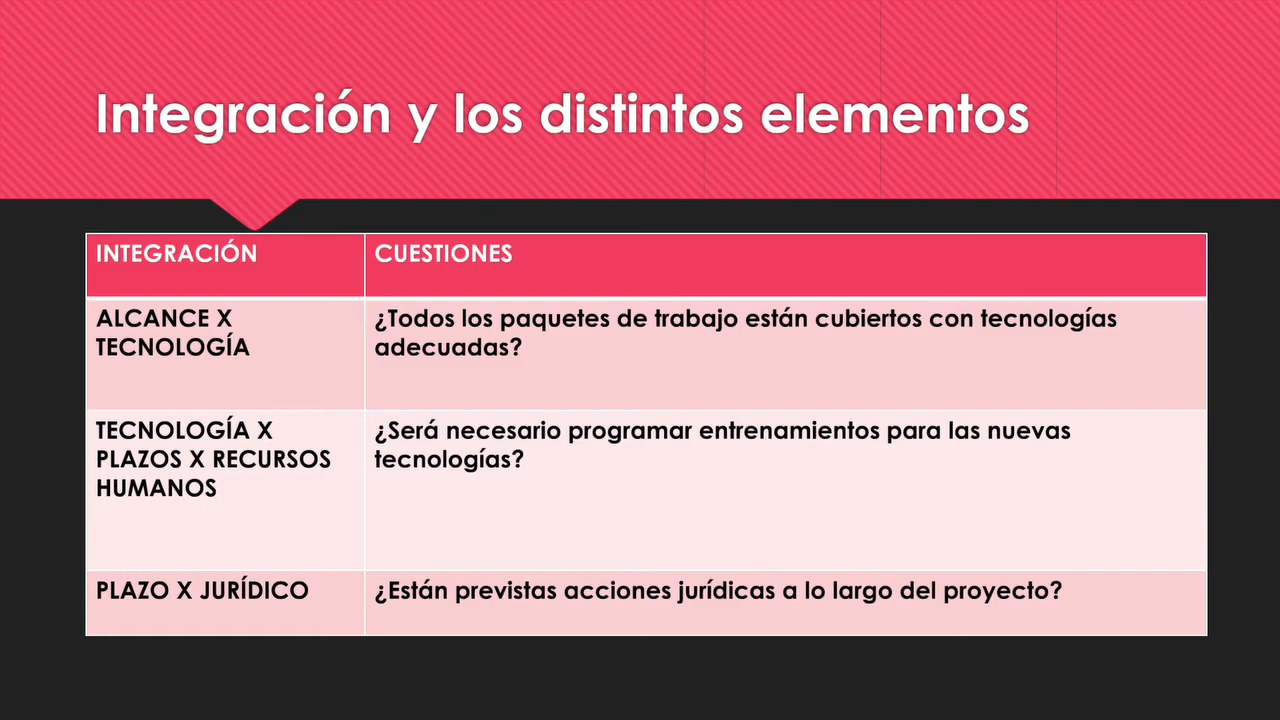 Integración y los distintos elementos
INTEGRACIÓN
CUESTIONES
ALCANCE X
TECNOLOGÍA
¿Todos los paquetes de trabajo están cubiertos con tecnologías
adecuadas?
TECNOLOGÍA X
PLAZOS X RECURSOS
HUMANOS
¿Será necesario programar entrenamientos para las nuevas
tecnologías?
PLAZO X JURÍDICO
¿Están previstas acciones jurídicas a lo largo del proyecto?